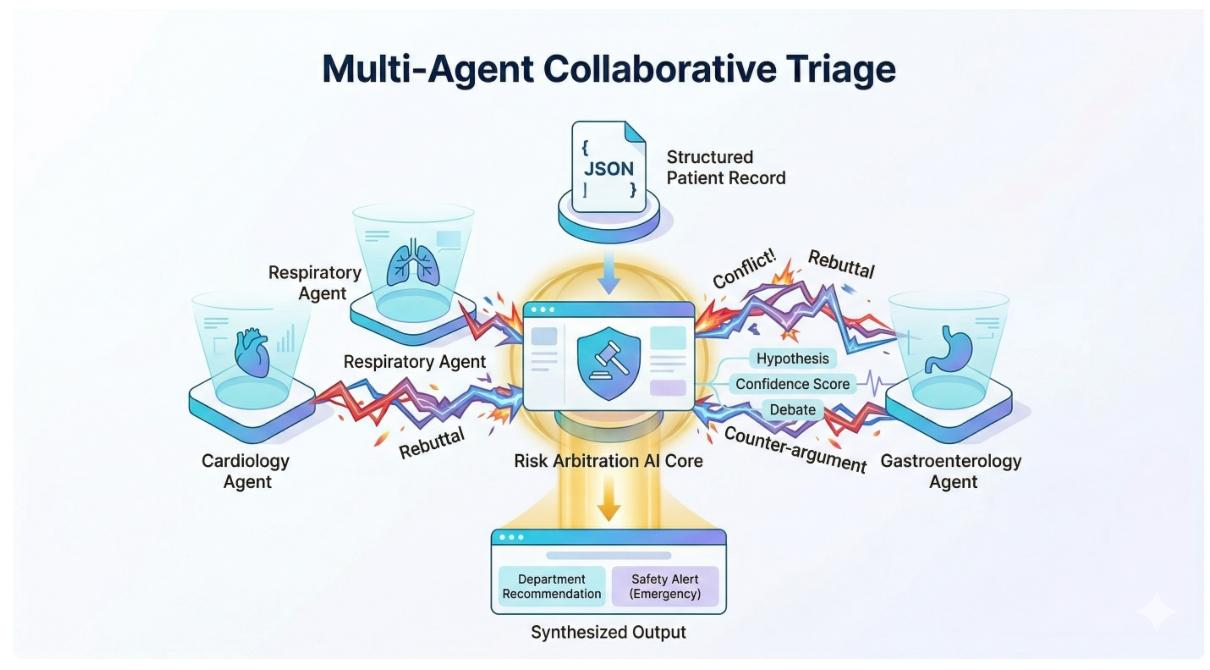 Multi-Agent Collaborative Triage
{
JSON
] }
Structured
Patient Record
Respiratory
Agent
Respiratory Agent
Conflict!
Rebuttal
Hypothesis
Confidence Score
Debate
Rebuttal
Counter-argument
Cardiology
Agent
Risk Arbitration AI Core
Gastroenterology
Agent
Department
Recommendation
Safety Alert
(Emergency)
Synthesized Output